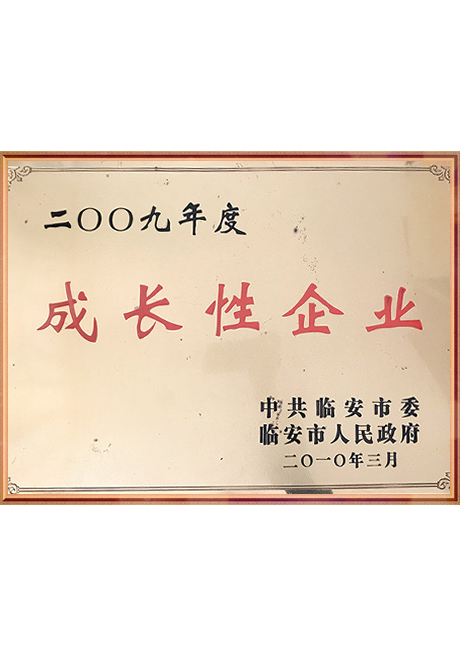 二〇〇九年度
成长性企业
中共临安市委
临安市人民政府
二〇一〇年三月